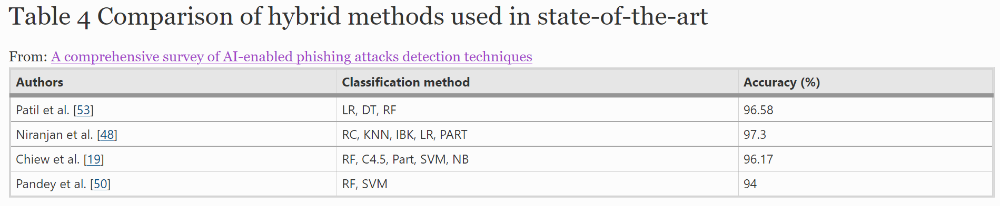 Table 4 Comparison of hybrid methods used in state-of-the-art
From: A comprehensive survey of AI-enabled phishing attacks detection techniques
Authors Classification method Accuracy (%)
Patil et al. [53] LR, DT, RF 96.58
Niranjan et al. [48] RC, KNN, IBK, LR, PART 97.3
Chiew et al. [19] RF, C4.5, Part, SVM, NB 96.17
Pandey et al. [50] RF, SVM 94